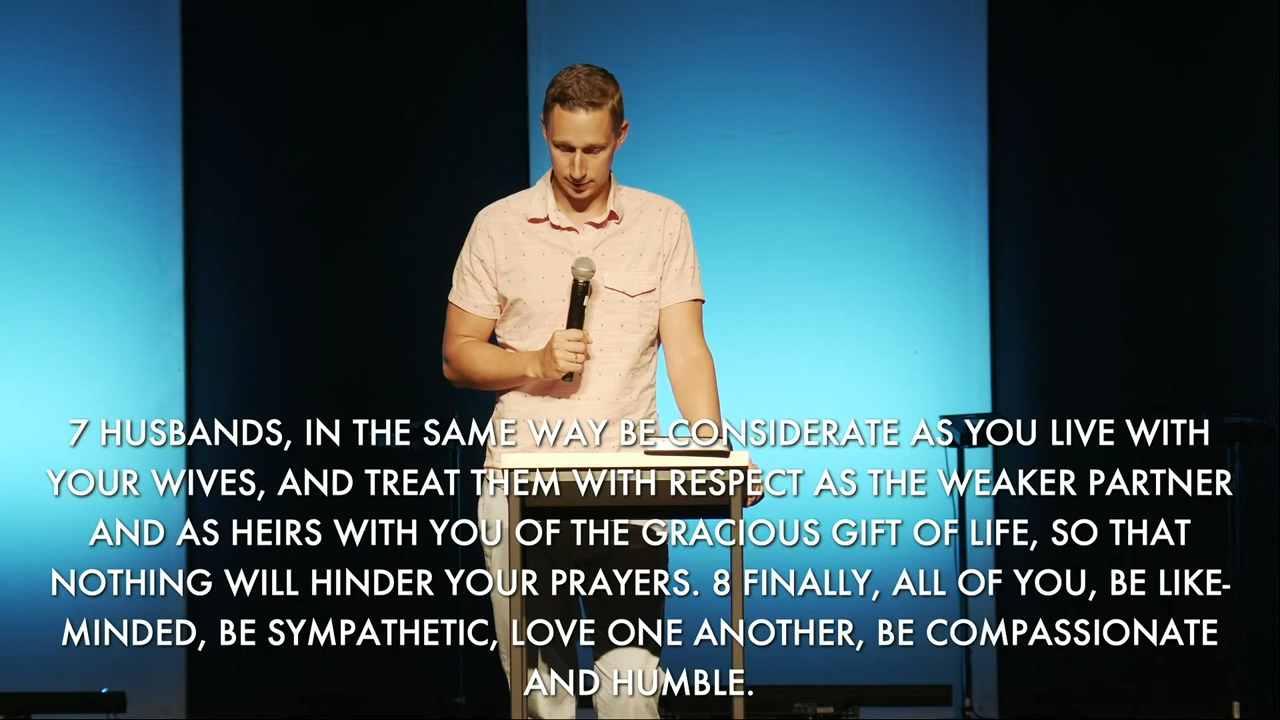 7 HUSBANDS, IN THE SAME WAY BE CONSIDERATE AS YOU LIVE WITH
YOUR WIVES, AND TREAT THEM WITH RESPECT AS THE WEAKER PARTNER
AND AS HEIRS WITH YOU OF THE GRACIOUS GIFT OF LIFE, SO THAT
NOTHING WILL HINDER YOUR PRAYERS. 8 FINALLY, ALL OF YOU, BE LIKE-
MINDED, BE SYMPATHETIC, LOVE ONE ANOTHER, BE COMPASSIONATE
AND HUMBLE.